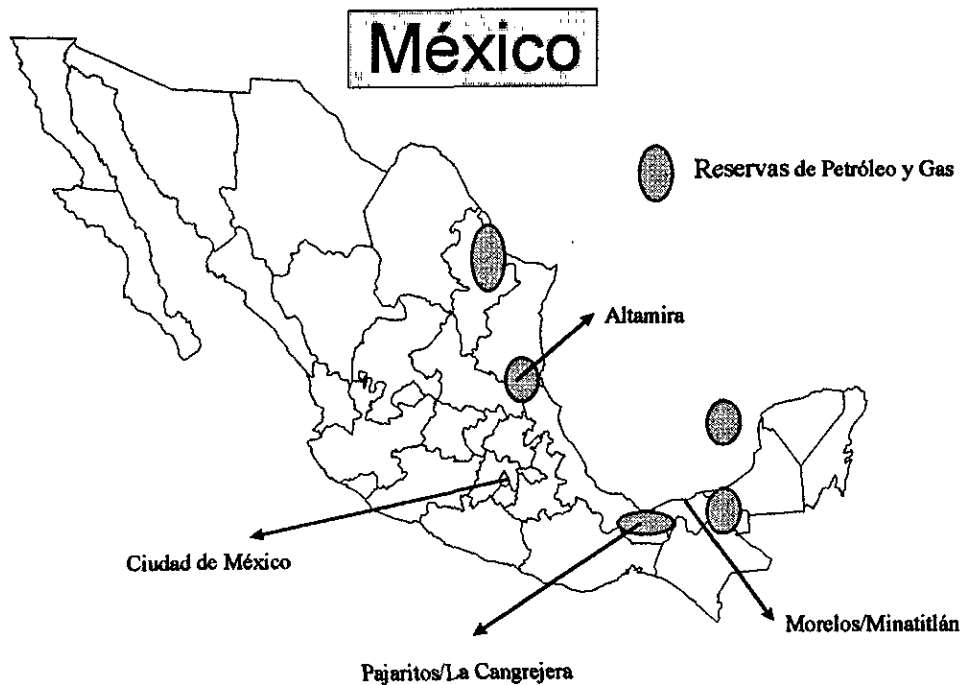 México
Reservas de Petróleo y Gas
Altamira
Ciudad de México
Morelos/Minatitlán
Pajaritos/La Cangrejera